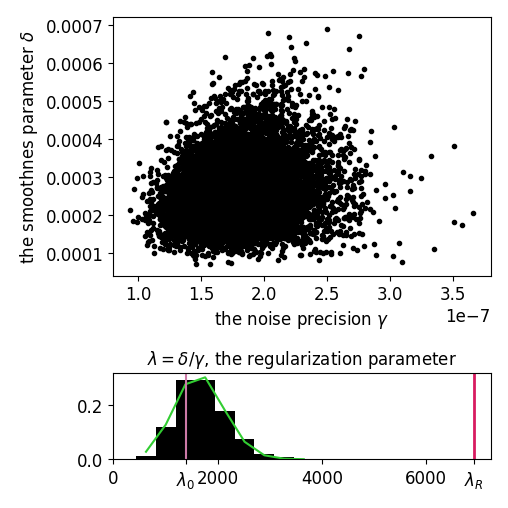 0.0007
0.0006
0.0005
0.0004
0.0003
0.0002
0.0001
the smoothnes parameter δ
1.0 1.5 2.0 2.5 3.0 3.5
1e−7
the noise precision γ
λ = δ/γ, the regularization parameter
0.2
0.0
0 λ₀ 2000 4000 6000 λ_R